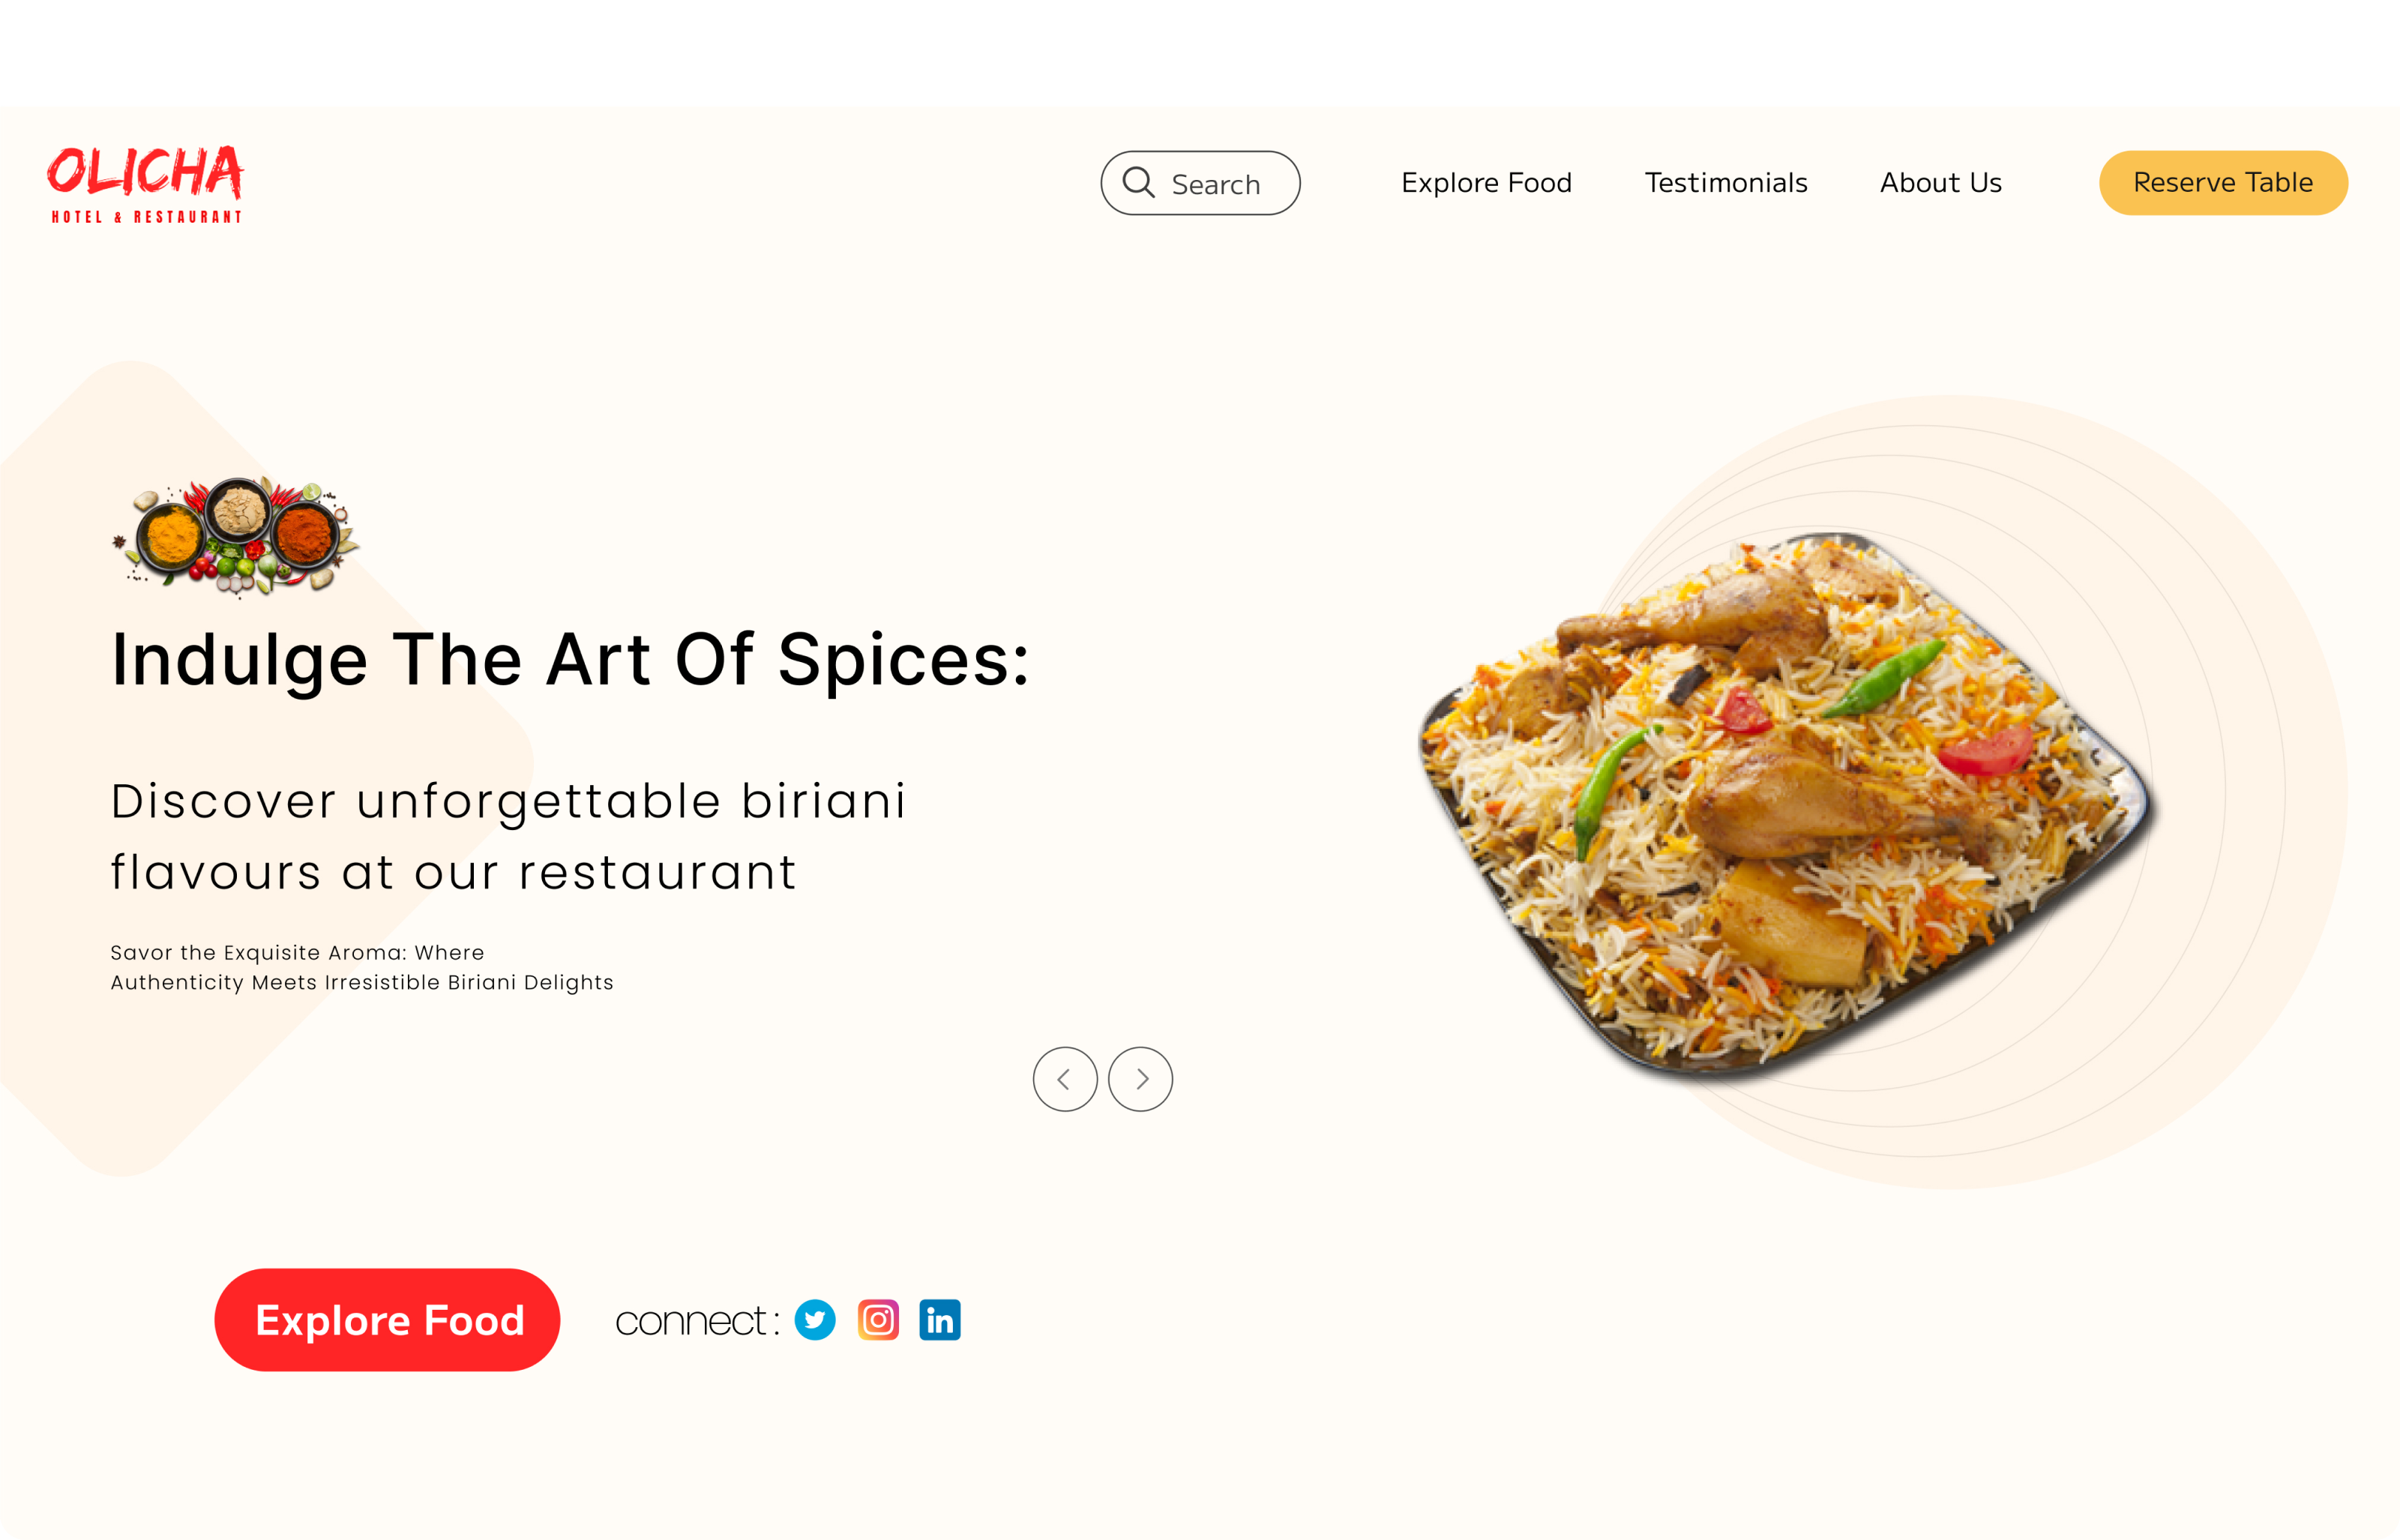 OLICHA
HOTEL & RESTAURANT
Search
Explore Food
Testimonials
About Us
Reserve Table
Indulge The Art Of Spices:
Discover unforgettable biriani
flavours at our restaurant
Savor the Exquisite Aroma: Where
Authenticity Meets Irresistible Biriani Delights
Explore Food
connect :
in